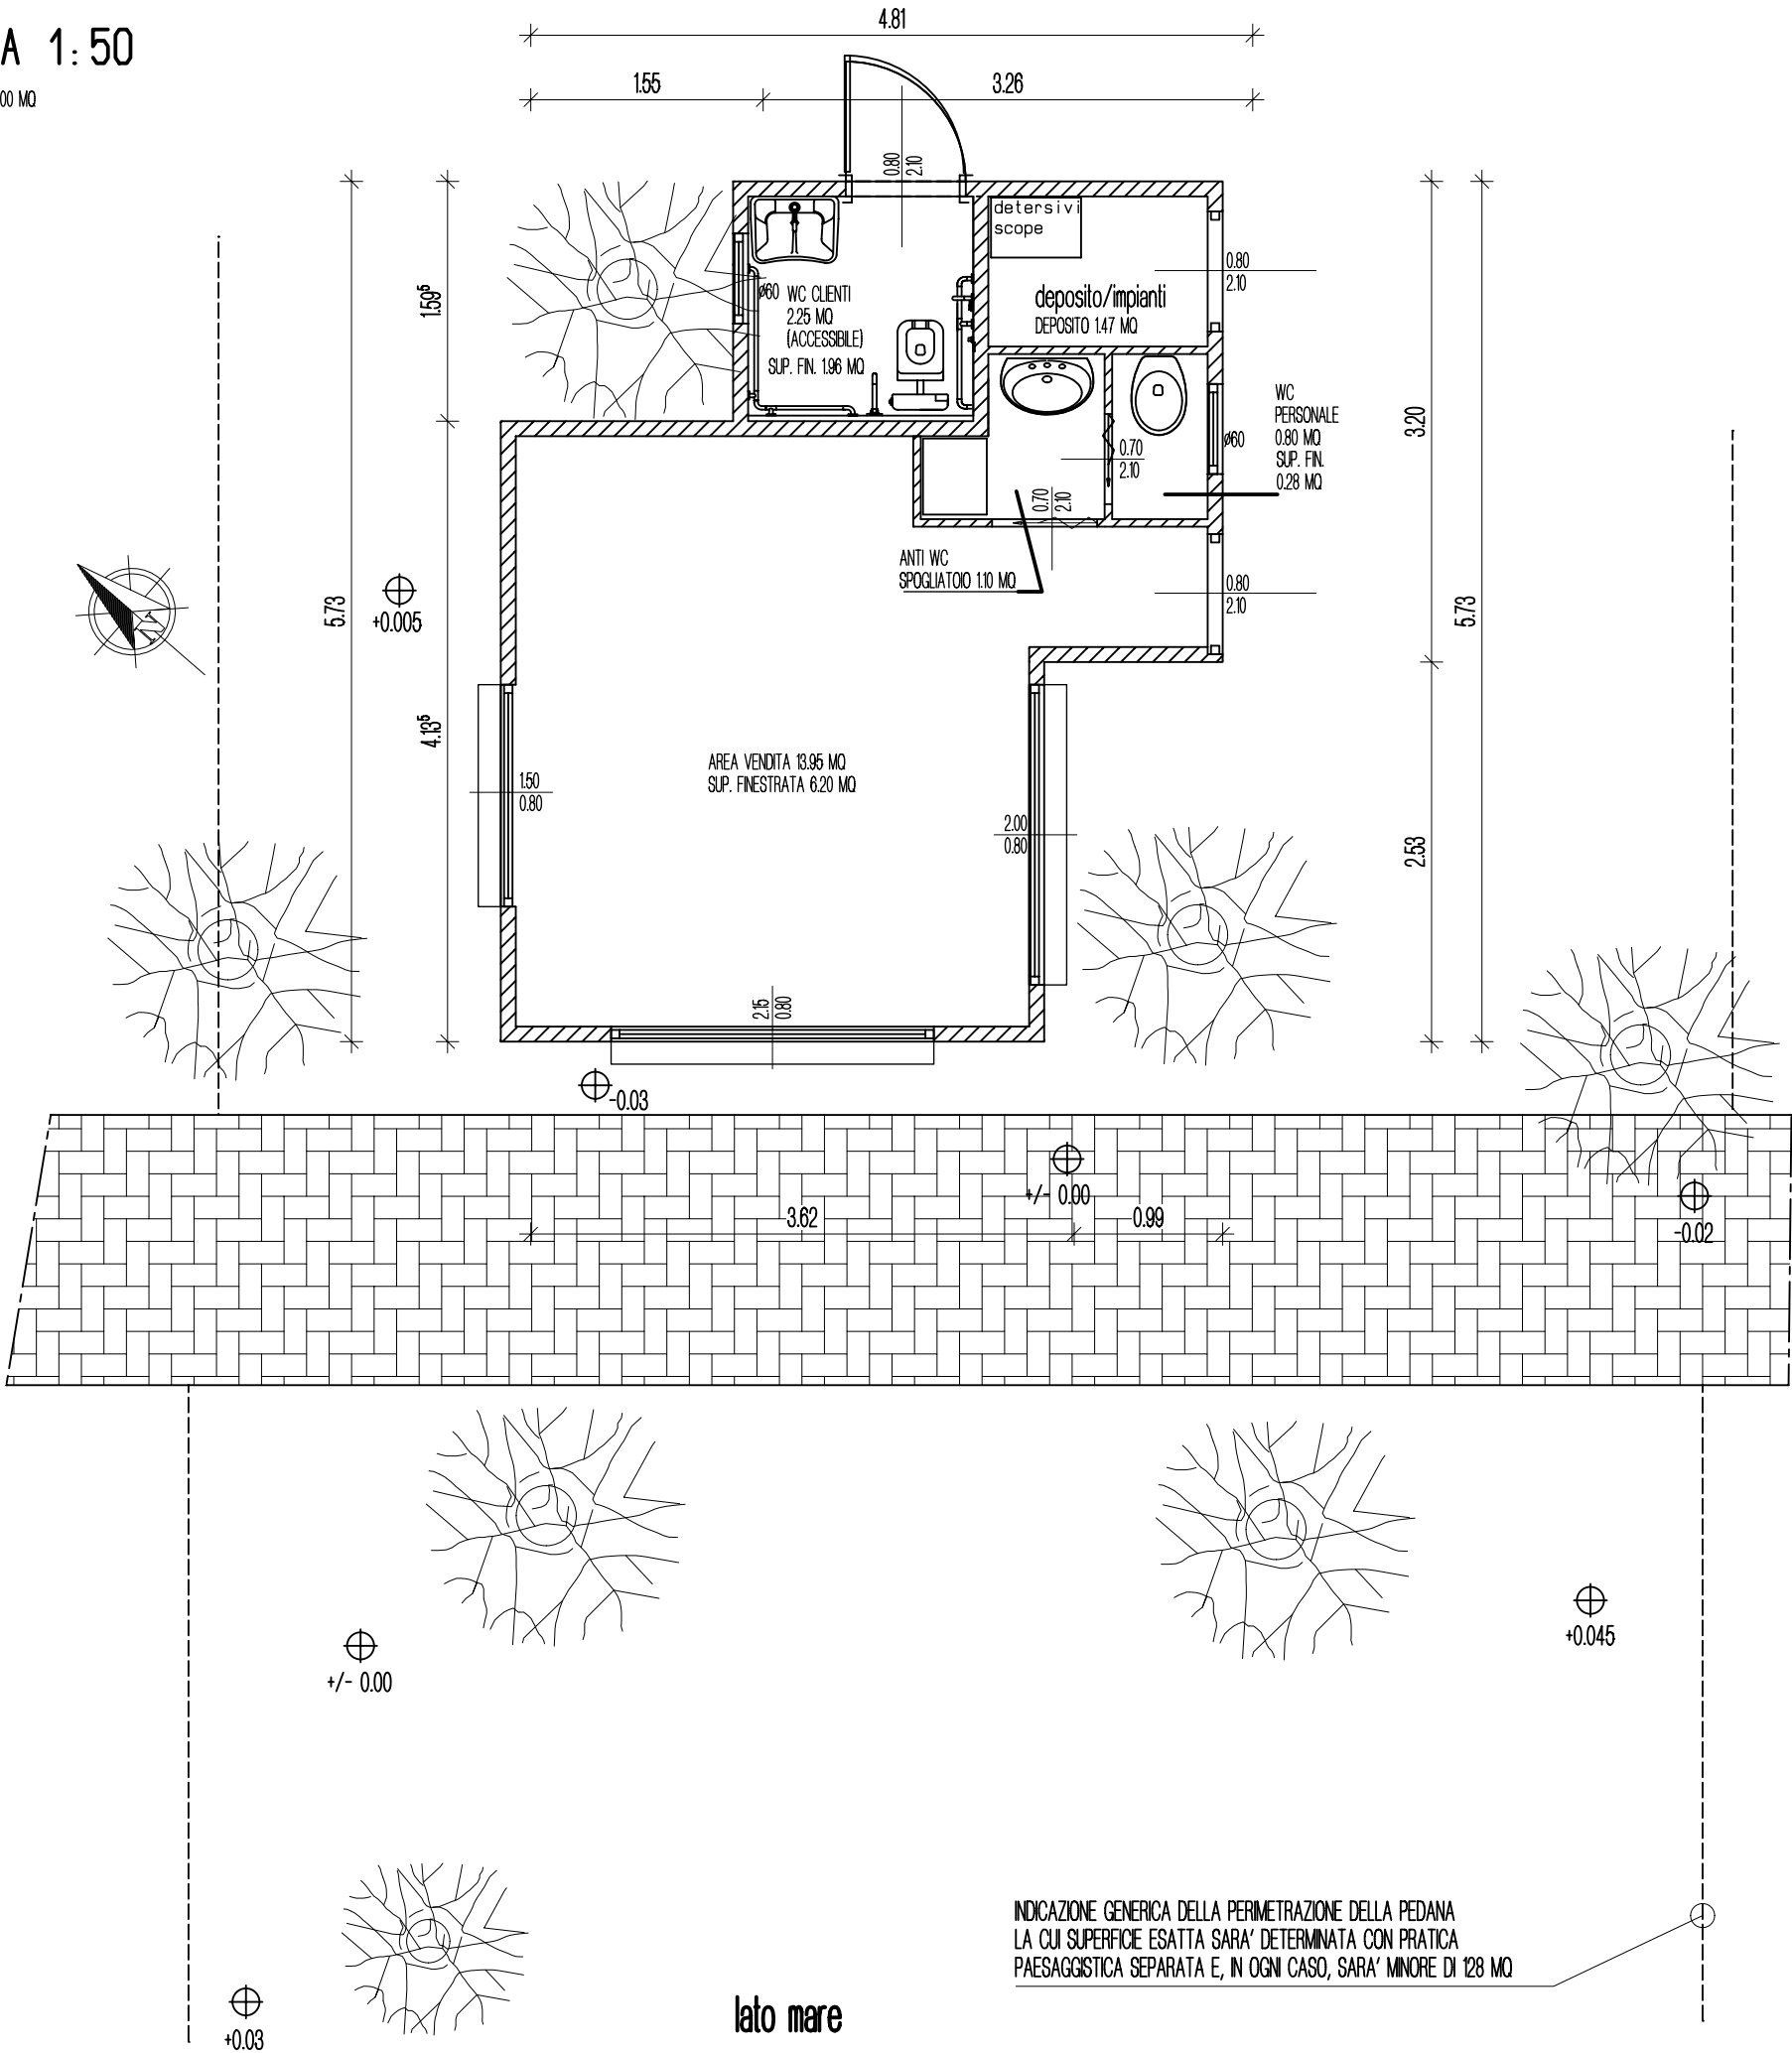 A 1:50
00 MQ
4.81
1.55
3.26
0.80
2.10
detersivi
scope
0.80
2.10
deposito/impianti
DEPOSITO 1.47 MQ
ø60
WC CLIENTI
2.25 MQ
(ACCESSIBILE)
SUP. FIN. 1.96 MQ
1.59⁵
WC
PERSONALE
0.80 MQ
SUP. FIN.
0.28 MQ
ø60
0.70
2.10
0.70
2.10
3.20
ANTI WC
SPOGLIATOIO 1.10 MQ
0.80
2.10
N
5.73
+0.005
5.73
4.13⁵
AREA VENDITA 13.95 MQ
SUP. FINESTRATA 6.20 MQ
1.50
0.80
2.00
0.80
2.53
2.15
0.80
-0.03
+/- 0.00
3.62
0.99
-0.02
+/- 0.00
+0.045
INDICAZIONE GENERICA DELLA PERIMETRAZIONE DELLA PEDANA
LA CUI SUPERFICIE ESATTA SARA' DETERMINATA CON PRATICA
PAESAGGISTICA SEPARATA E, IN OGNI CASO, SARA' MINORE DI 128 MQ
lato mare
+0.03